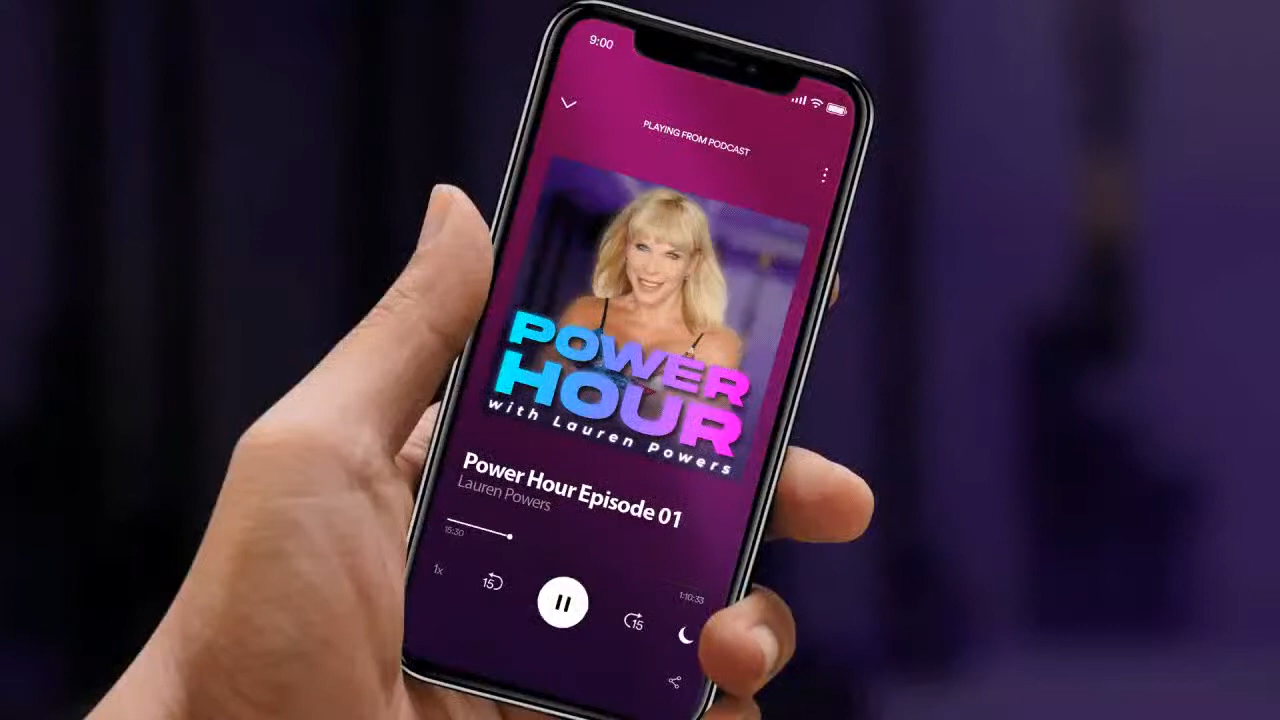 9:00
PLAYING FROM PODCAST
POWER
HOUR
with Lauren Powers
Power Hour Episode 01
Lauren Powers
15:30
1:10:33
1x
15
15